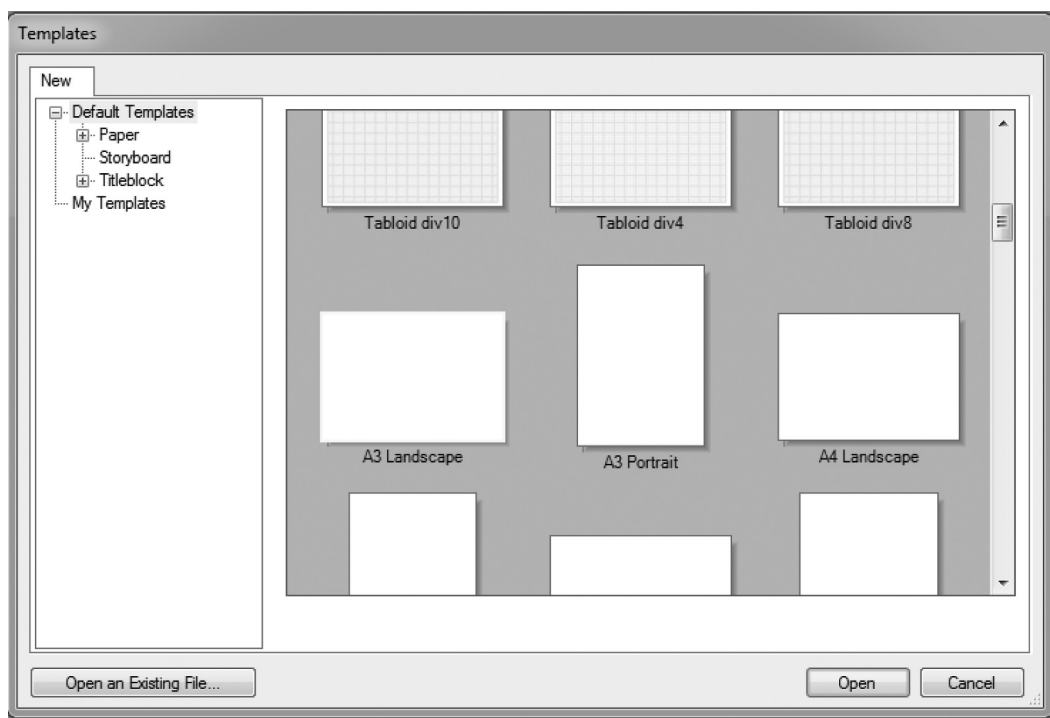 Templates
New
Default Templates
Paper
Storyboard
Titleblock
My Templates
Tabloid div10
Tabloid div4
Tabloid div8
A3 Landscape
A3 Portrait
A4 Landscape
Open an Existing File...
Open
Cancel